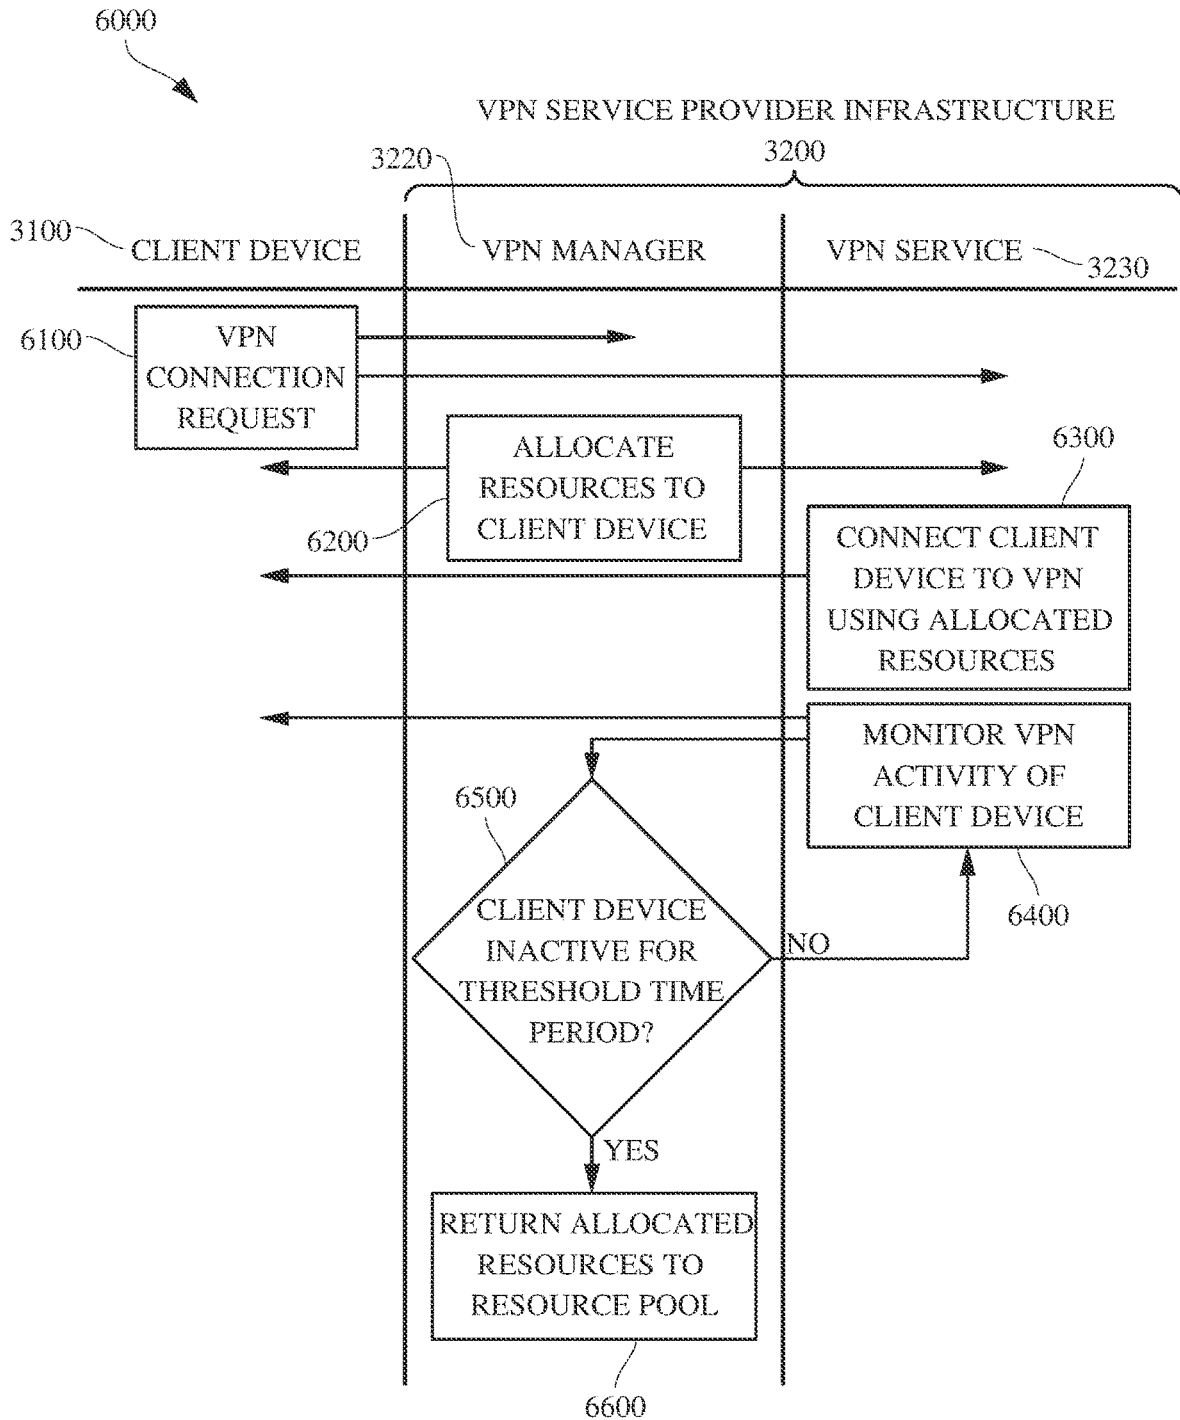 6000
VPN SERVICE PROVIDER INFRASTRUCTURE
3200
3220
3100
CLIENT DEVICE
VPN MANAGER
VPN SERVICE
3230
6100
VPN
CONNECTION
REQUEST
ALLOCATE
RESOURCES TO
CLIENT DEVICE
6200
6300
CONNECT CLIENT
DEVICE TO VPN
USING ALLOCATED
RESOURCES
MONITOR VPN
ACTIVITY OF
CLIENT DEVICE
6400
6500
CLIENT DEVICE
INACTIVE FOR
THRESHOLD TIME
PERIOD?
NO
YES
RETURN ALLOCATED
RESOURCES TO
RESOURCE POOL
6600